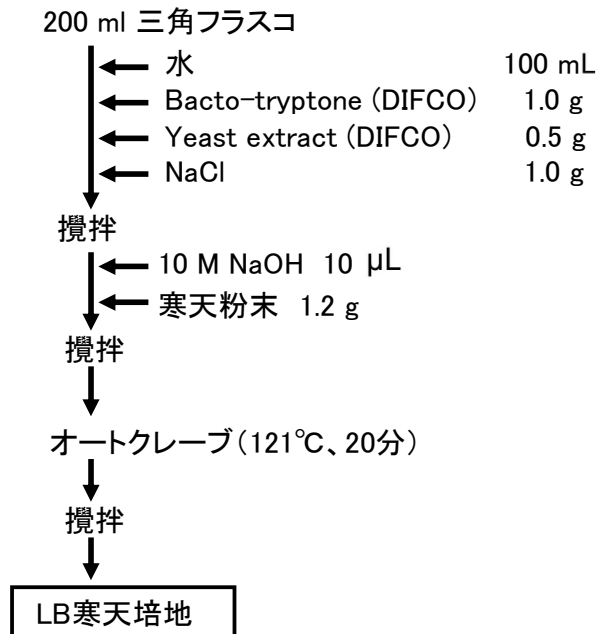 200 ml 三角フラスコ
水 100 mL
Bacto-tryptone (DIFCO) 1.0 g
Yeast extract (DIFCO) 0.5 g
NaCl 1.0 g
攪拌
10 M NaOH 10 µL
寒天粉末 1.2 g
攪拌
オートクレーブ(121℃、20分)
攪拌
LB寒天培地